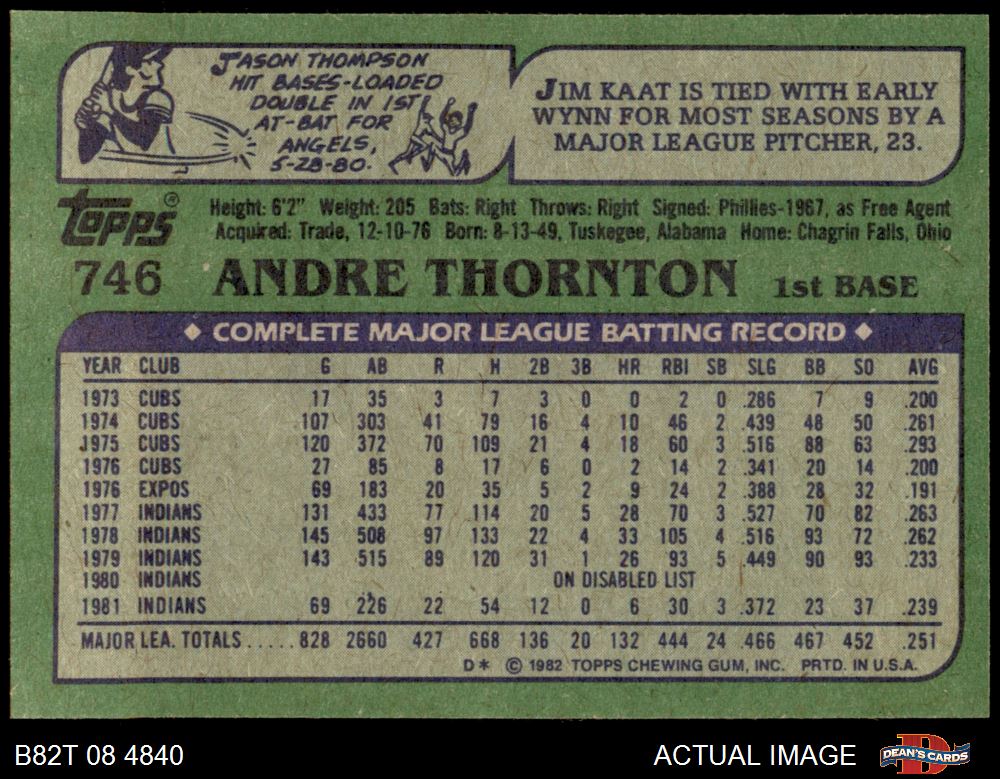 JASON THOMPSON
HIT BASES-LOADED
DOUBLE IN 1ST
AT-BAT FOR
ANGELS,
5-28-80.
JIM KAAT IS TIED WITH EARLY
WYNN FOR MOST SEASONS BY A
MAJOR LEAGUE PITCHER, 23.
Topps®
Height: 6'2" Weight: 205 Bats: Right Throws: Right Signed: Phillies-1967, as Free Agent
Acquired: Trade, 12-10-76 Born: 8-13-49, Tuskegee, Alabama Home: Chagrin Falls, Ohio
746 ANDRE THORNTON 1st BASE
◆ COMPLETE MAJOR LEAGUE BATTING RECORD ◆
YEAR CLUB G AB R H 2B 3B HR RBI SB SLG BB SO AVG
1973 CUBS 17 35 3 7 3 0 0 2 0 .286 7 9 .200
1974 CUBS 107 303 41 79 16 4 10 46 2 .439 48 50 .261
1975 CUBS 120 372 70 109 21 4 18 60 3 .516 88 63 .293
1976 CUBS 27 85 8 17 6 0 2 14 2 .341 20 14 .200
1976 EXPOS 69 183 20 35 5 2 9 24 2 .388 28 32 .191
1977 INDIANS 131 433 77 114 20 5 28 70 3 .527 70 82 .263
1978 INDIANS 145 508 97 133 22 4 33 105 4 .516 93 72 .262
1979 INDIANS 143 515 89 120 31 1 26 93 5 .449 90 93 .233
1980 INDIANS ON DISABLED LIST
1981 INDIANS 69 226 22 54 12 0 6 30 3 .372 23 37 .239
MAJOR LEA. TOTALS.....828 2660 427 668 136 20 132 444 24 .466 467 452 .251
D* © 1982 TOPPS CHEWING GUM, INC. PRTD. IN U.S.A.
B82T 08 4840 ACTUAL IMAGE DEAN'S CARDS